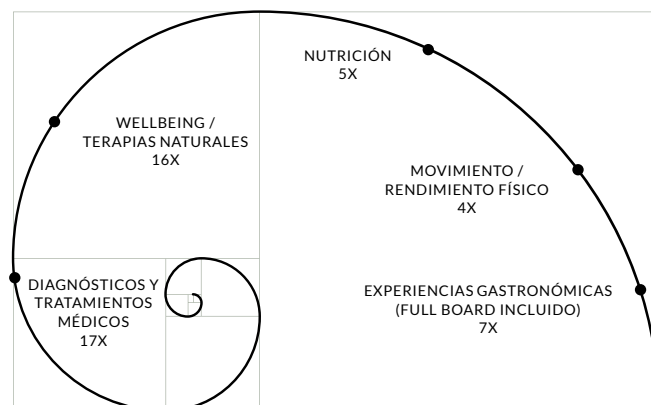 NUTRICIÓN
5X
WELLBEING /
TERAPIAS NATURALES
16X
MOVIMIENTO /
RENDIMIENTO FÍSICO
4X
DIAGNÓSTICOS Y
TRATAMIENTOS
MÉDICOS
17X
EXPERIENCIAS GASTRONÓMICAS
(FULL BOARD INCLUIDO)
7X